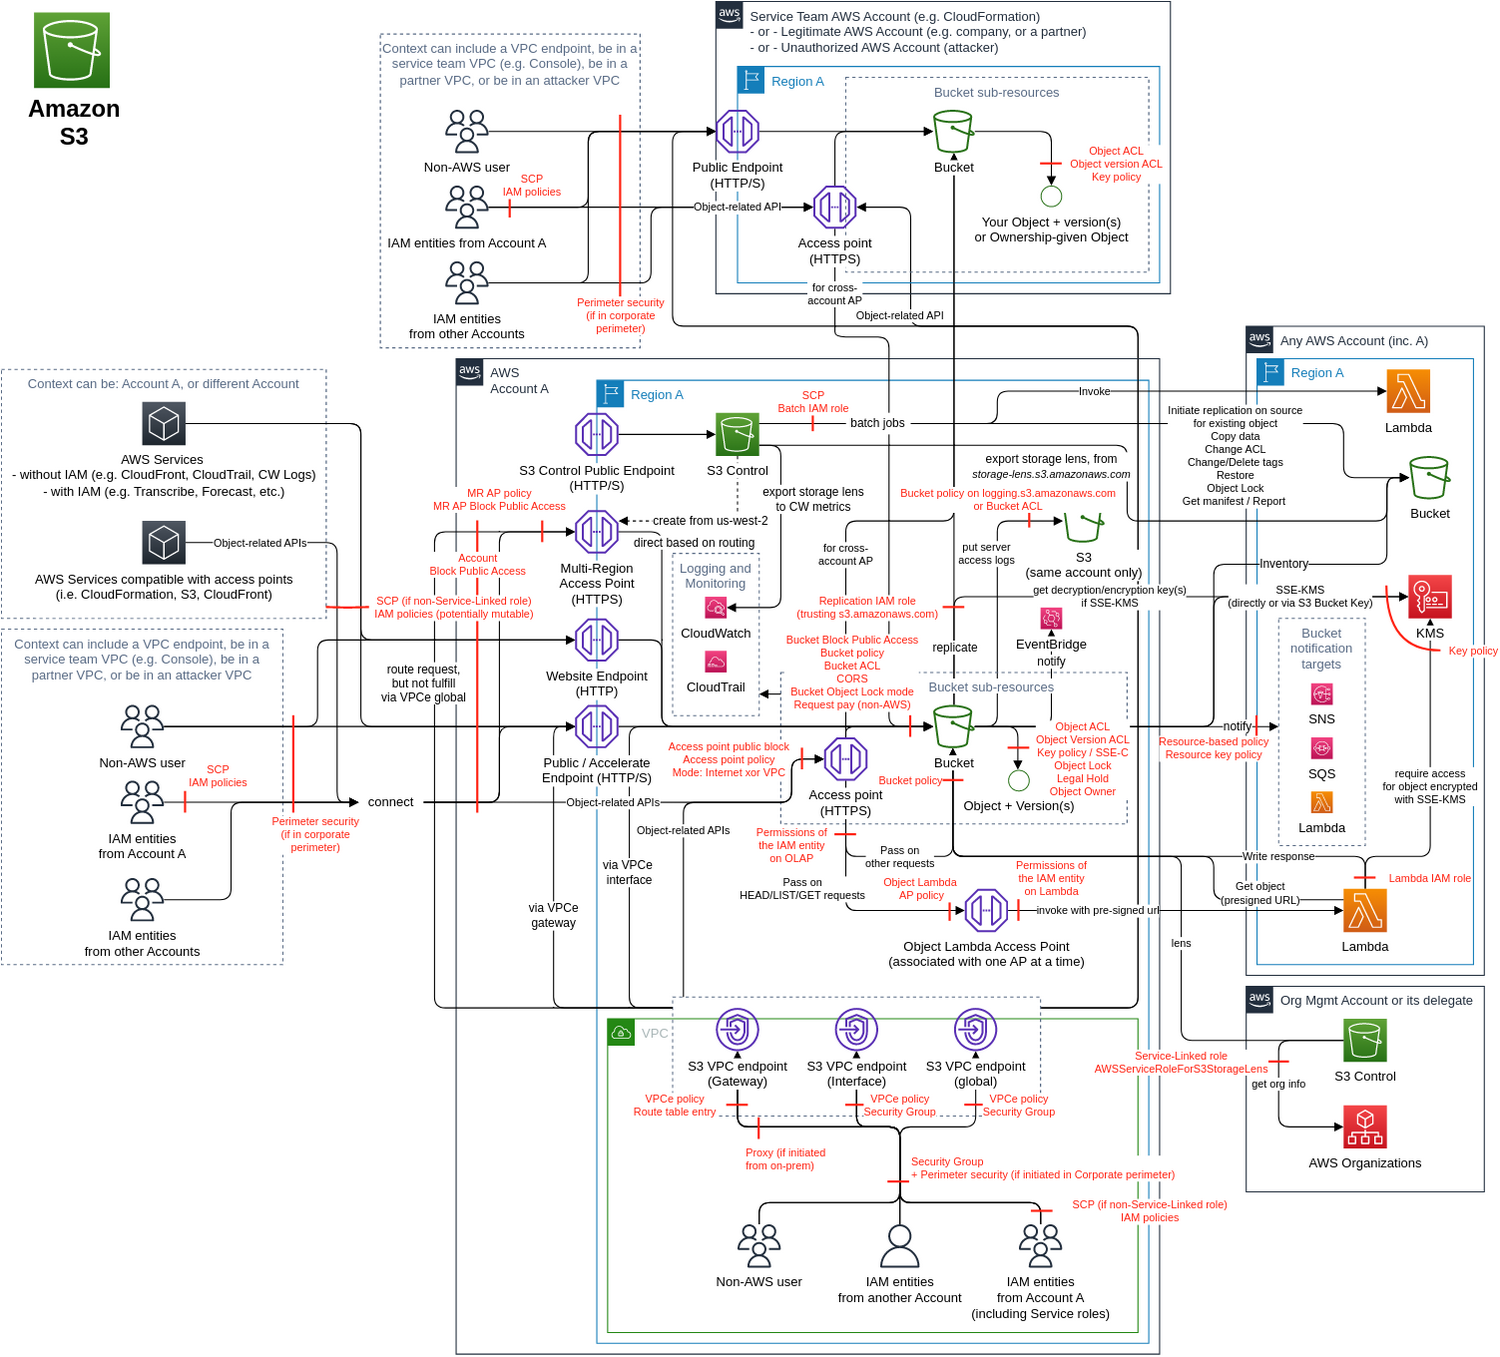 Amazon
S3
Context can include a VPC endpoint, be in a
service team VPC (e.g. Console), be in a
partner VPC, or be in an attacker VPC
Non-AWS user
SCP
IAM policies
IAM entities from Account A
IAM entities
from other Accounts
Perimeter security
(if in corporate
perimeter)
aws
Service Team AWS Account (e.g. CloudFormation)
- or - Legitimate AWS Account (e.g. company, or a partner)
- or - Unauthorized AWS Account (attacker)
Region A
Bucket sub-resources
Public Endpoint
(HTTP/S)
Bucket
Object ACL
Object version ACL
Key policy
Object-related API
Access point
(HTTPS)
Your Object + version(s)
or Ownership-given Object
for cross-
account AP
Object-related API
Context can be: Account A, or different Account
AWS Services
- without IAM (e.g. CloudFront, CloudTrail, CW Logs)
- with IAM (e.g. Transcribe, Forecast, etc.)
Object-related APIs
AWS Services compatible with access points
(i.e. CloudFormation, S3, CloudFront)
SCP (if non-Service-Linked role)
IAM policies (potentially mutable)
Context can include a VPC endpoint, be in a
service team VPC (e.g. Console), be in a
partner VPC, or be in an attacker VPC
Non-AWS user
SCP
IAM policies
IAM entities
from Account A
Perimeter security
(if in corporate
perimeter)
IAM entities
from other Accounts
connect
route request,
but not fulfill
via VPCe global
aws
AWS
Account A
Region A
S3 Control Public Endpoint
(HTTP/S)
S3 Control
SCP
Batch IAM role
batch jobs
Invoke
MR AP policy
MR AP Block Public Access
Account
Block Public Access
create from us-west-2
direct based on routing
Multi-Region
Access Point
(HTTPS)
export storage lens
to CW metrics
Logging and
Monitoring
CloudWatch
CloudTrail
Website Endpoint
(HTTP)
Public / Accelerate
Endpoint (HTTP/S)
Object-related APIs
Object-related APIs
via VPCe
interface
via VPCe
gateway
export storage lens, from
storage-lens.s3.amazonaws.com
Bucket policy on logging.s3.amazonaws.com
or Bucket ACL
for cross-
account AP
put server
access logs
S3
(same account only)
get decryption/encryption key(s)
if SSE-KMS
Replication IAM role
(trusting s3.amazonaws.com)
Bucket Block Public Access
Bucket policy
Bucket ACL
CORS
Bucket Object Lock mode
Request pay (non-AWS)
replicate
EventBridge
notify
Bucket sub-resources
Bucket
Object ACL
Object Version ACL
Key policy / SSE-C
Object Lock
Legal Hold
Object Owner
Access point public block
Access point policy
Mode: Internet xor VPC
Access point
(HTTPS)
Bucket policy
Object + Version(s)
Permissions of
the IAM entity
on OLAP
Pass on
other requests
Pass on
HEAD/LIST/GET requests
Object Lambda
AP policy
Permissions of
the IAM entity
on Lambda
invoke with pre-signed url
Object Lambda Access Point
(associated with one AP at a time)
aws
Any AWS Account (inc. A)
Region A
Lambda
Initiate replication on source
for existing object
Copy data
Change ACL
Change/Delete tags
Restore
Object Lock
Get manifest / Report
Bucket
Inventory
SSE-KMS
(directly or via S3 Bucket Key)
KMS
Key policy
Bucket
notification
targets
SNS
SQS
Lambda
notify
Resource-based policy
Resource key policy
require access
for object encrypted
with SSE-KMS
Write response
Lambda IAM role
Get object
(presigned URL)
Lambda
lens
aws
Org Mgmt Account or its delegate
S3 Control
Service-Linked role
AWSServiceRoleForS3StorageLens
get org info
AWS Organizations
VPC
S3 VPC endpoint
(Gateway)
S3 VPC endpoint
(Interface)
S3 VPC endpoint
(global)
VPCe policy
Route table entry
VPCe policy
Security Group
VPCe policy
Security Group
Proxy (if initiated
from on-prem)
Security Group
+ Perimeter security (if initiated in Corporate perimeter)
SCP (if non-Service-Linked role)
IAM policies
Non-AWS user
IAM entities
from another Account
IAM entities
from Account A
(including Service roles)